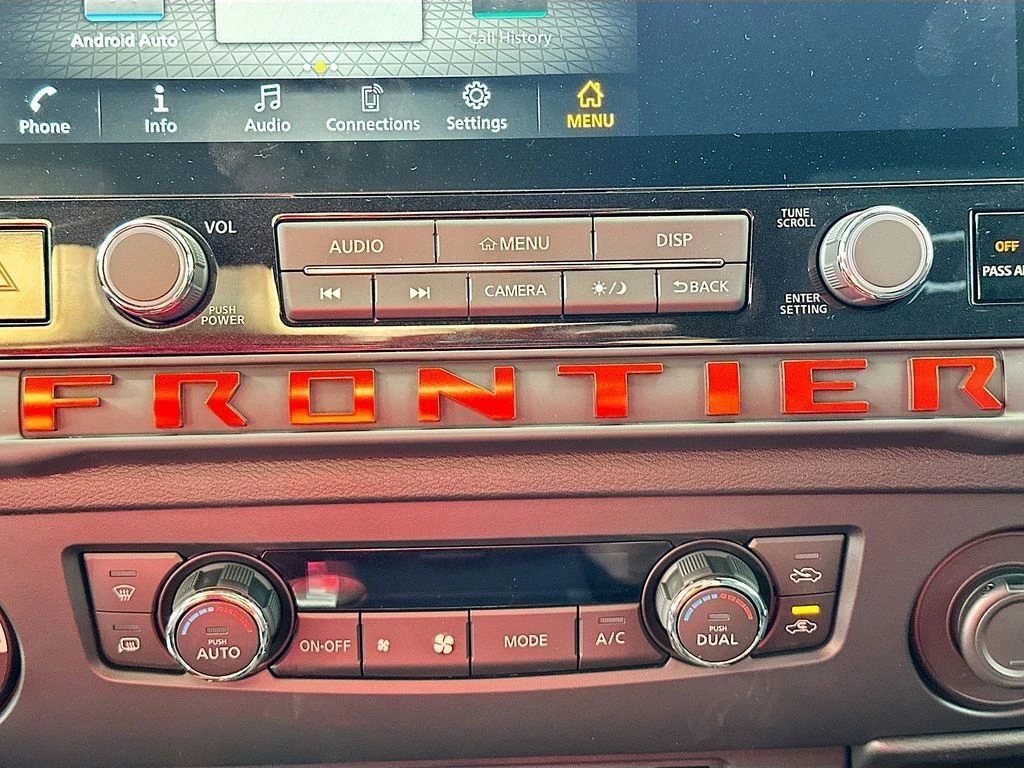 Android Auto
Call History
Phone
Info
Audio
Connections
Settings
MENU
VOL
PUSH
POWER
AUDIO
MENU
DISP
CAMERA
BACK
TUNE
SCROLL
ENTER
SETTING
OFF
PASS
FRONTIER
PUSH
AUTO
ON•OFF
MODE
A/C
PUSH
DUAL